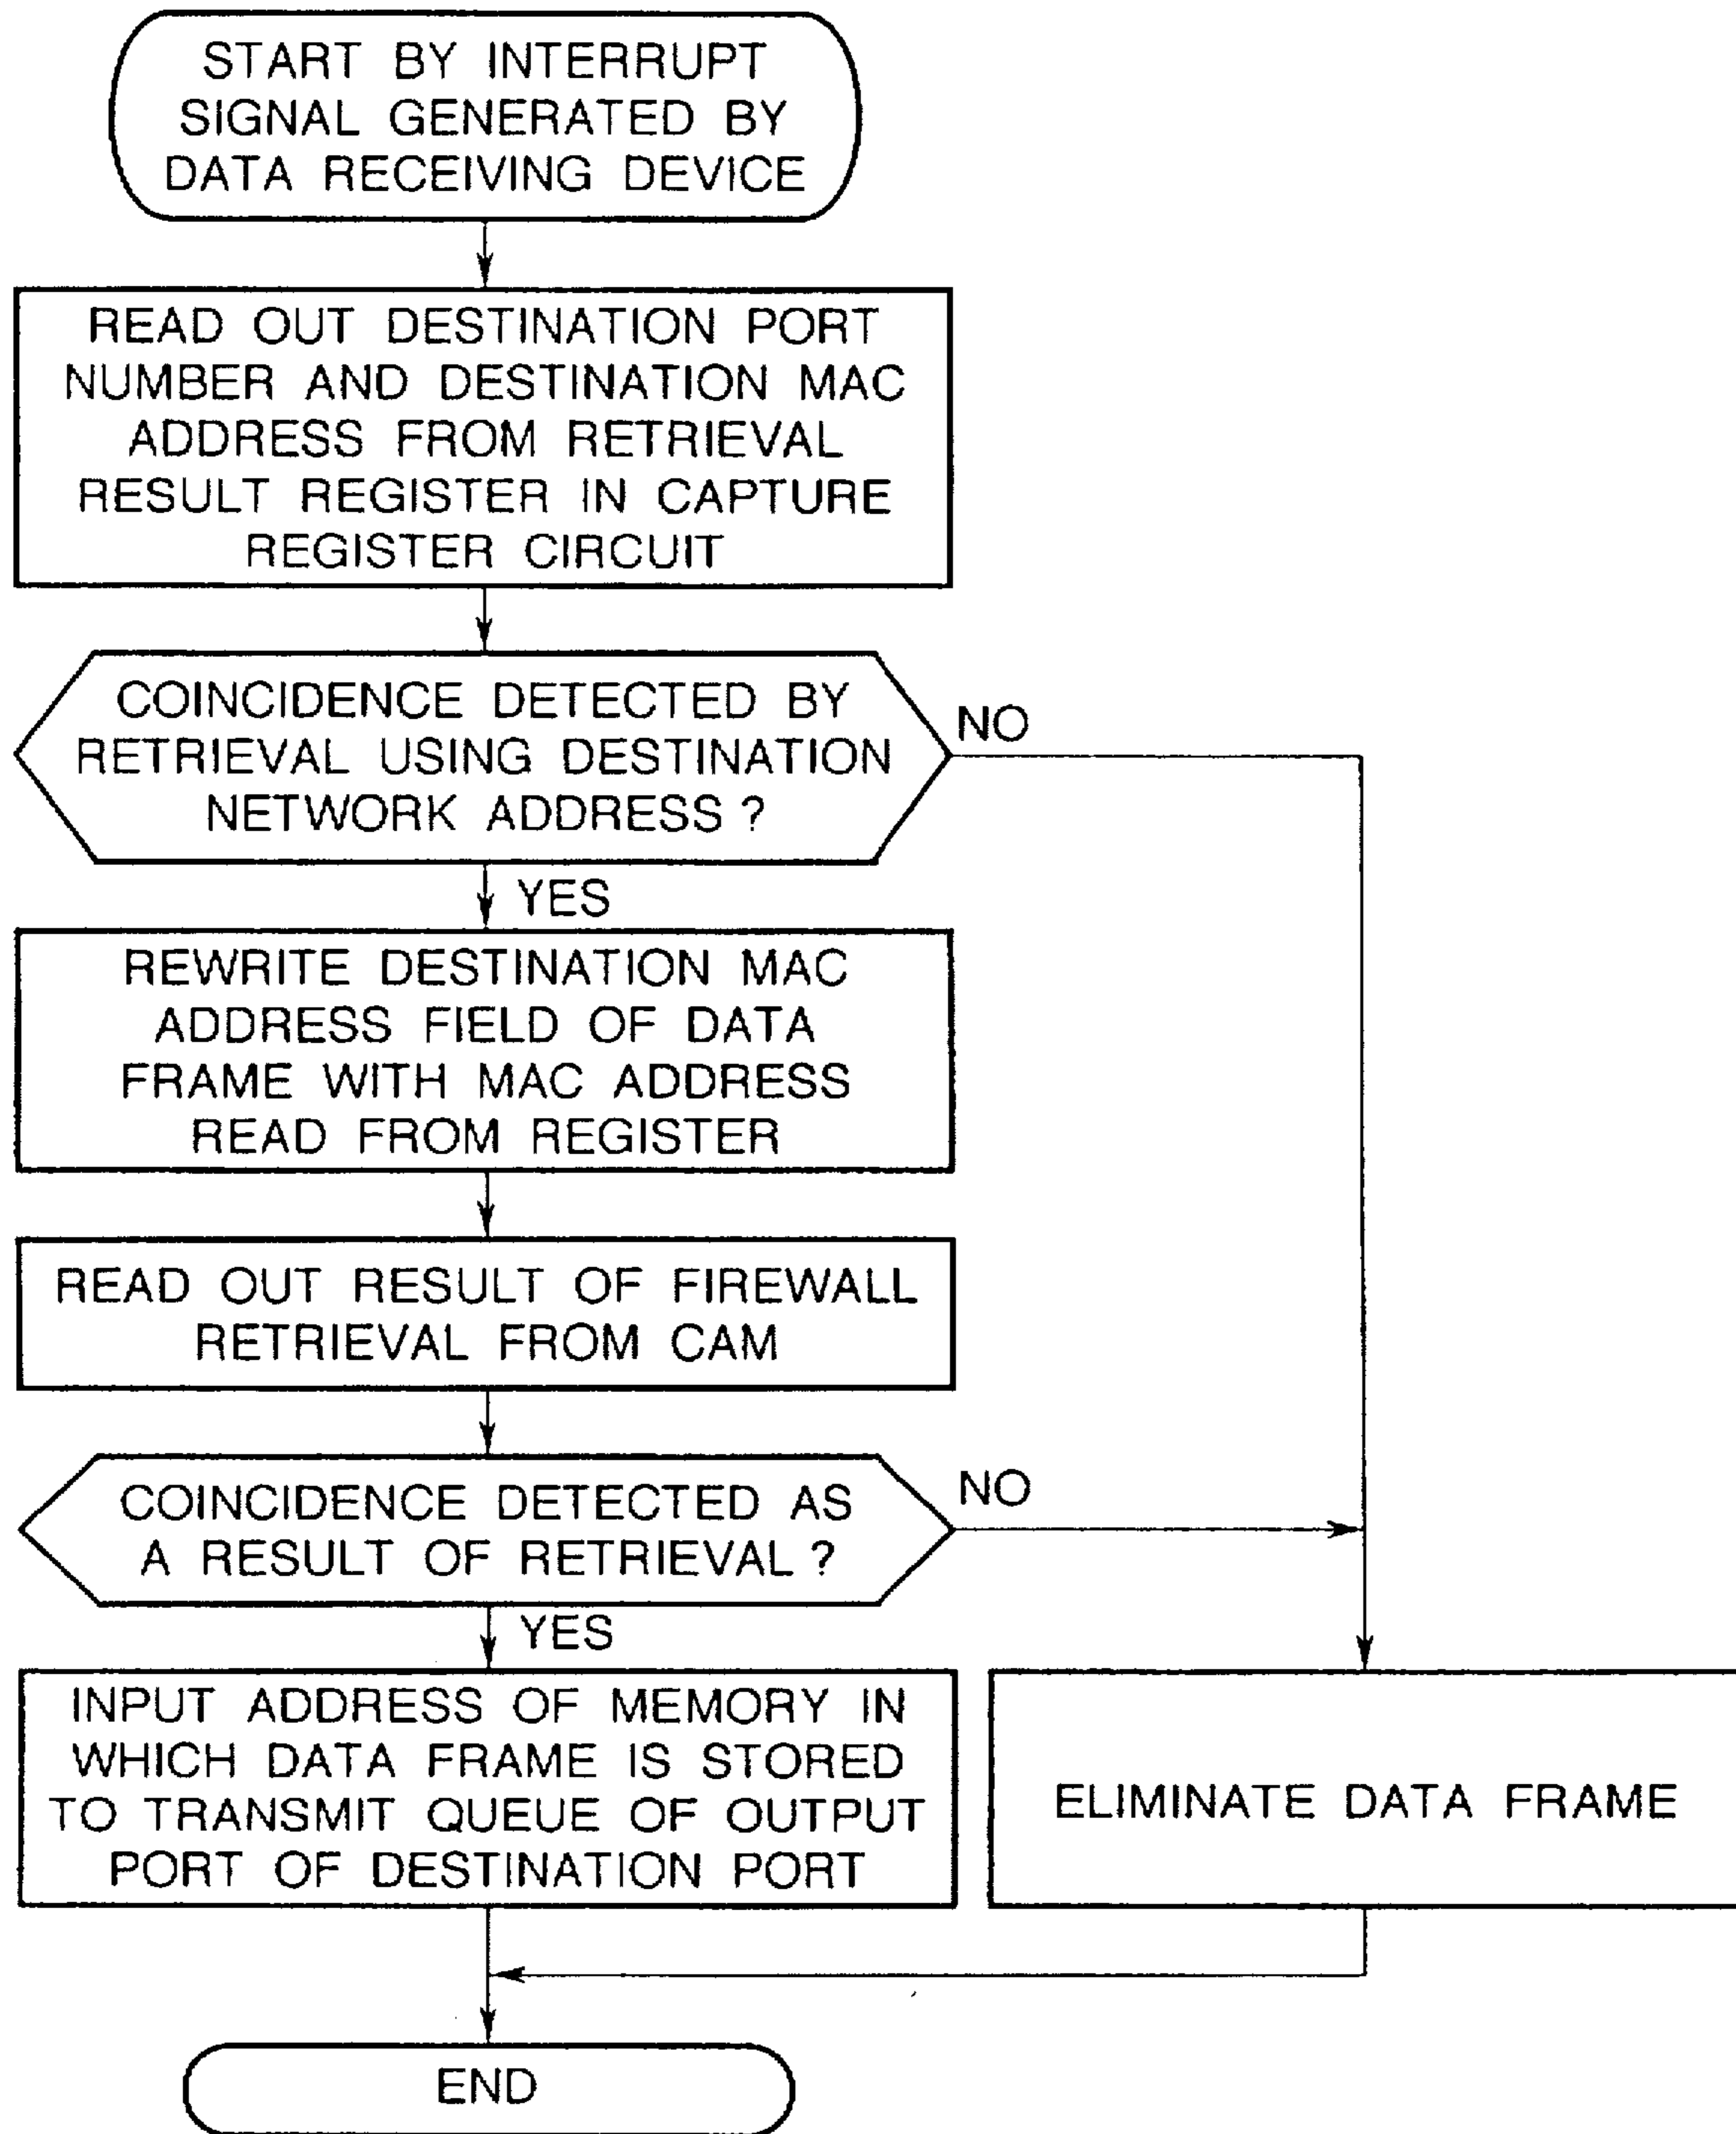 START BY INTERRUPT
SIGNAL GENERATED BY
DATA RECEIVING DEVICE
READ OUT DESTINATION PORT
NUMBER AND DESTINATION MAC
ADDRESS FROM RETRIEVAL
RESULT REGISTER IN CAPTURE
REGISTER CIRCUIT
COINCIDENCE DETECTED BY
RETRIEVAL USING DESTINATION
NETWORK ADDRESS ?
NO
YES
REWRITE DESTINATION MAC
ADDRESS FIELD OF DATA
FRAME WITH MAC ADDRESS
READ FROM REGISTER
READ OUT RESULT OF FIREWALL
RETRIEVAL FROM CAM
COINCIDENCE DETECTED AS
A RESULT OF RETRIEVAL ?
NO
YES
INPUT ADDRESS OF MEMORY IN
WHICH DATA FRAME IS STORED
TO TRANSMIT QUEUE OF OUTPUT
PORT OF DESTINATION PORT
ELIMINATE DATA FRAME
END